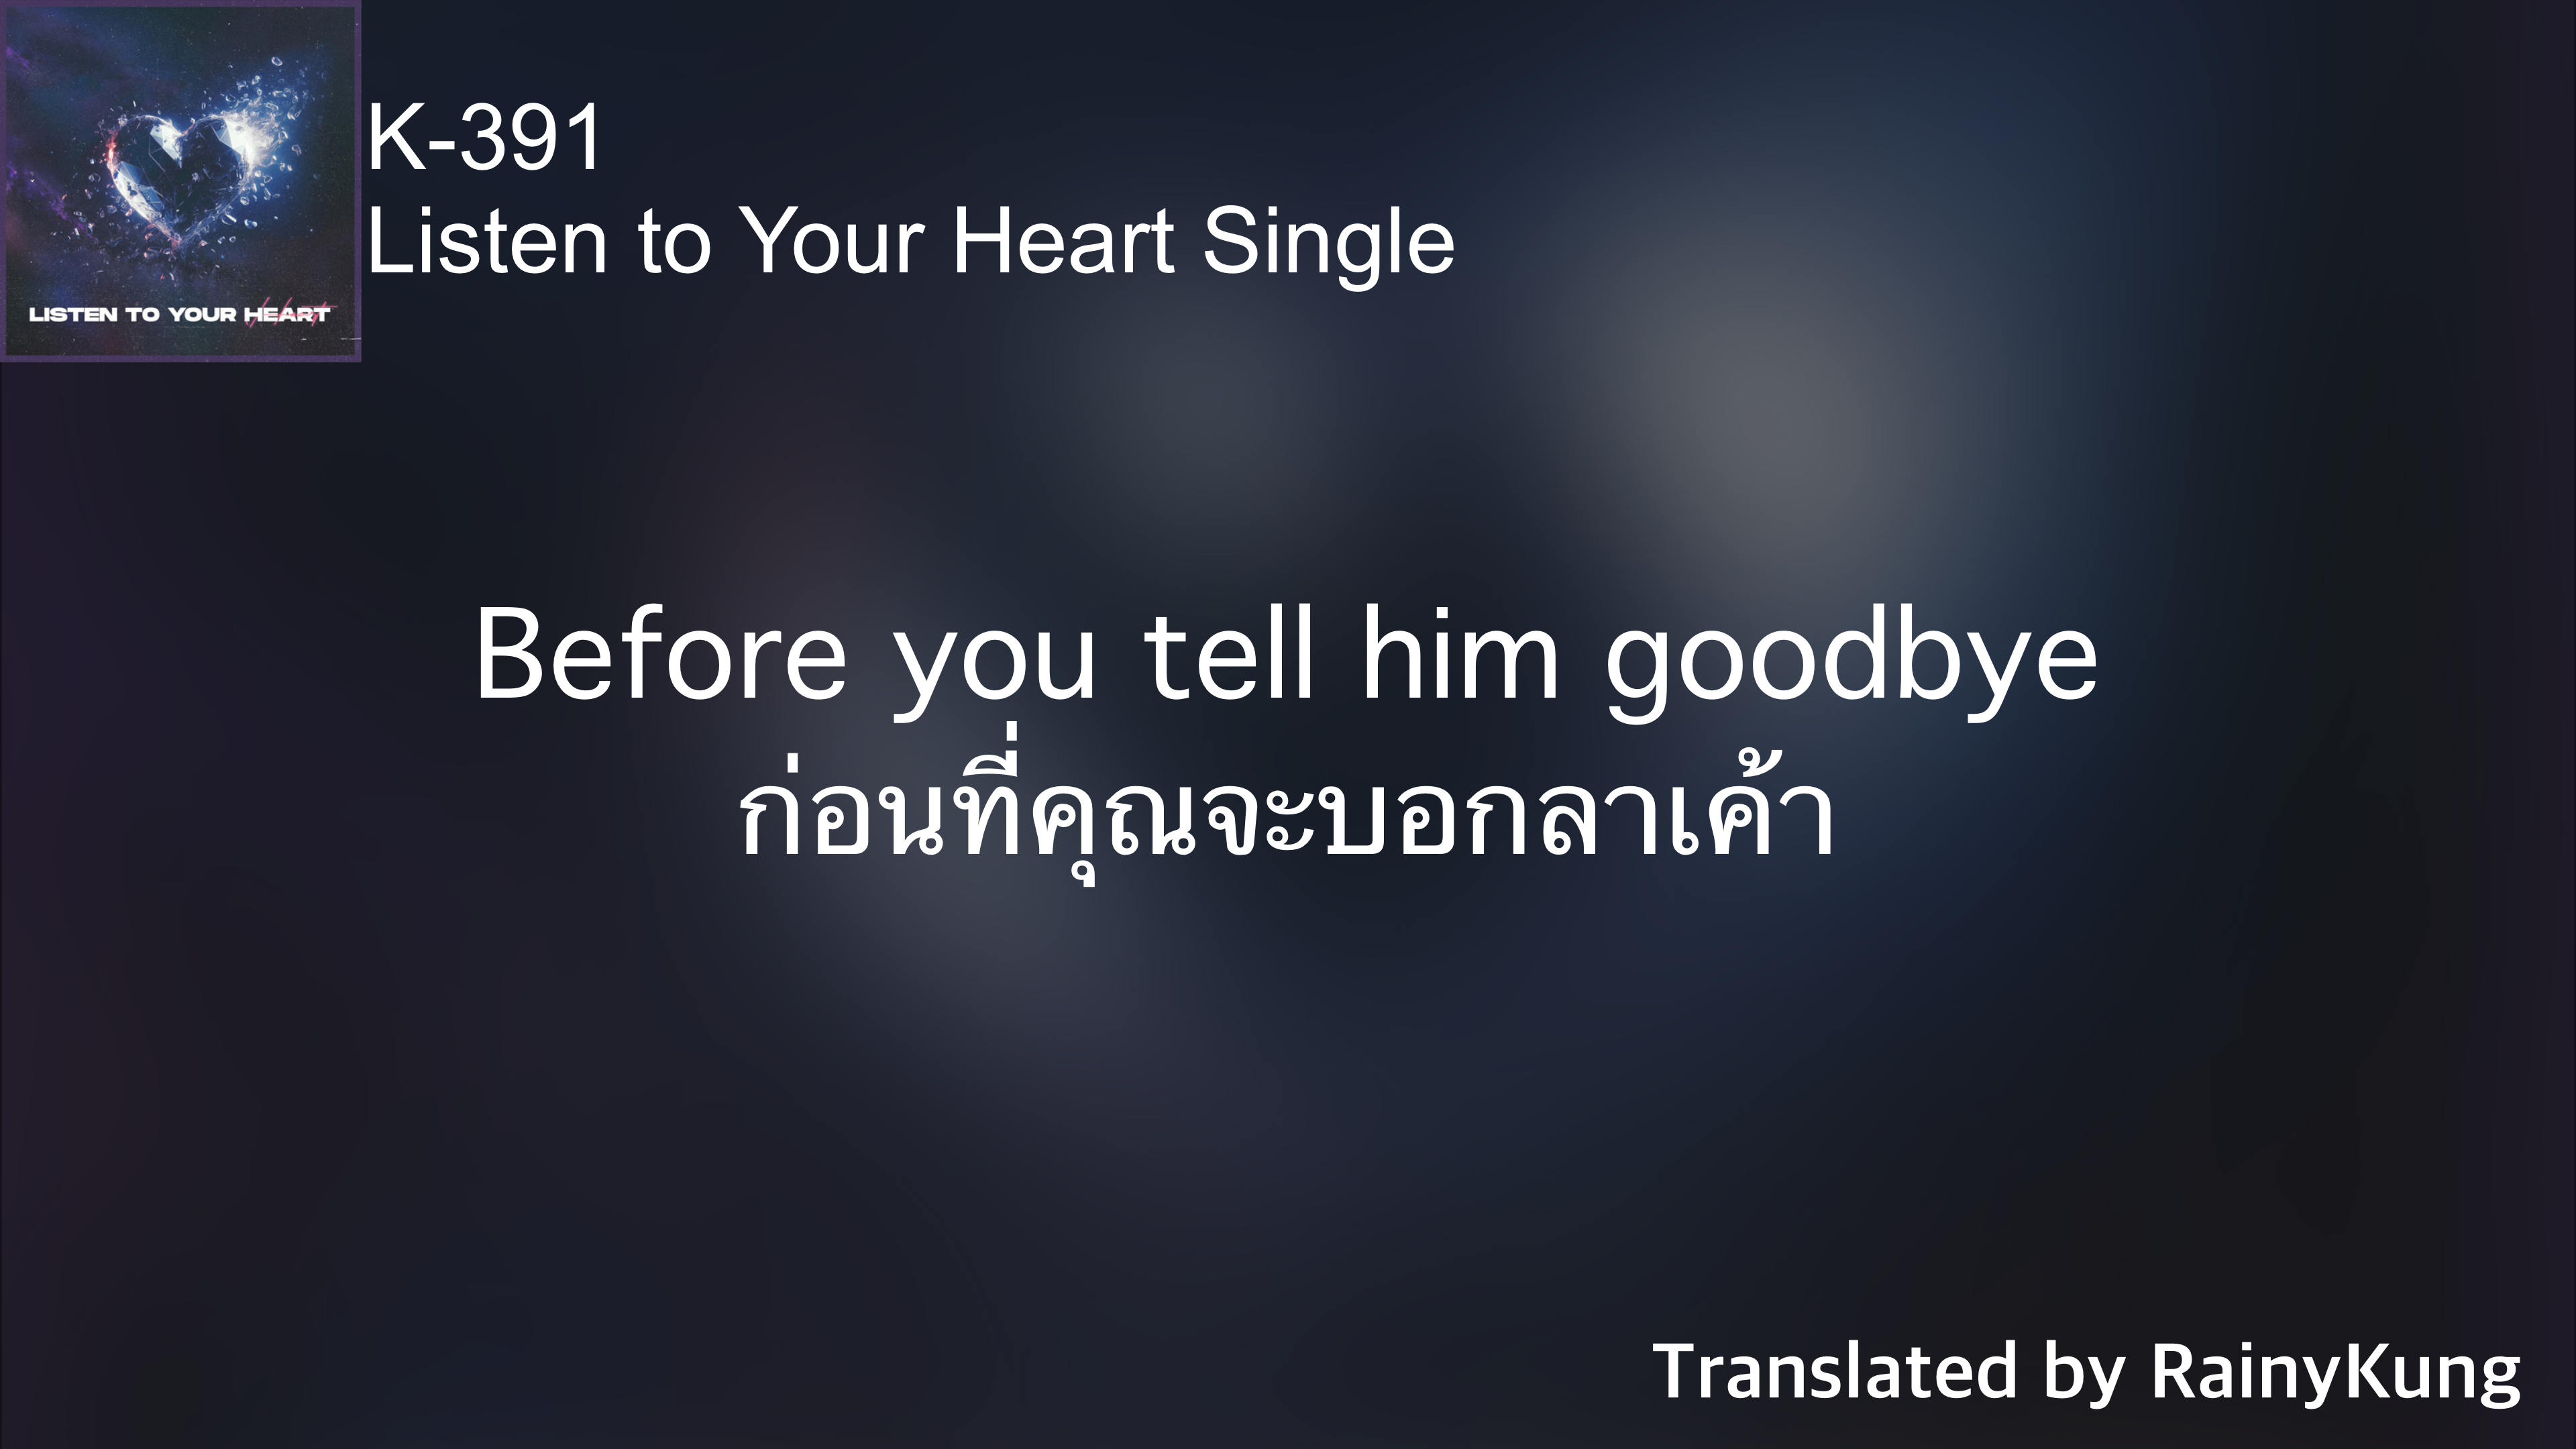 K-391
Listen to Your Heart Single
LISTEN TO YOUR HEART
Before you tell him goodbye
ก่อนที่คุณจะบอกลาเค้า
Translated by RainyKung